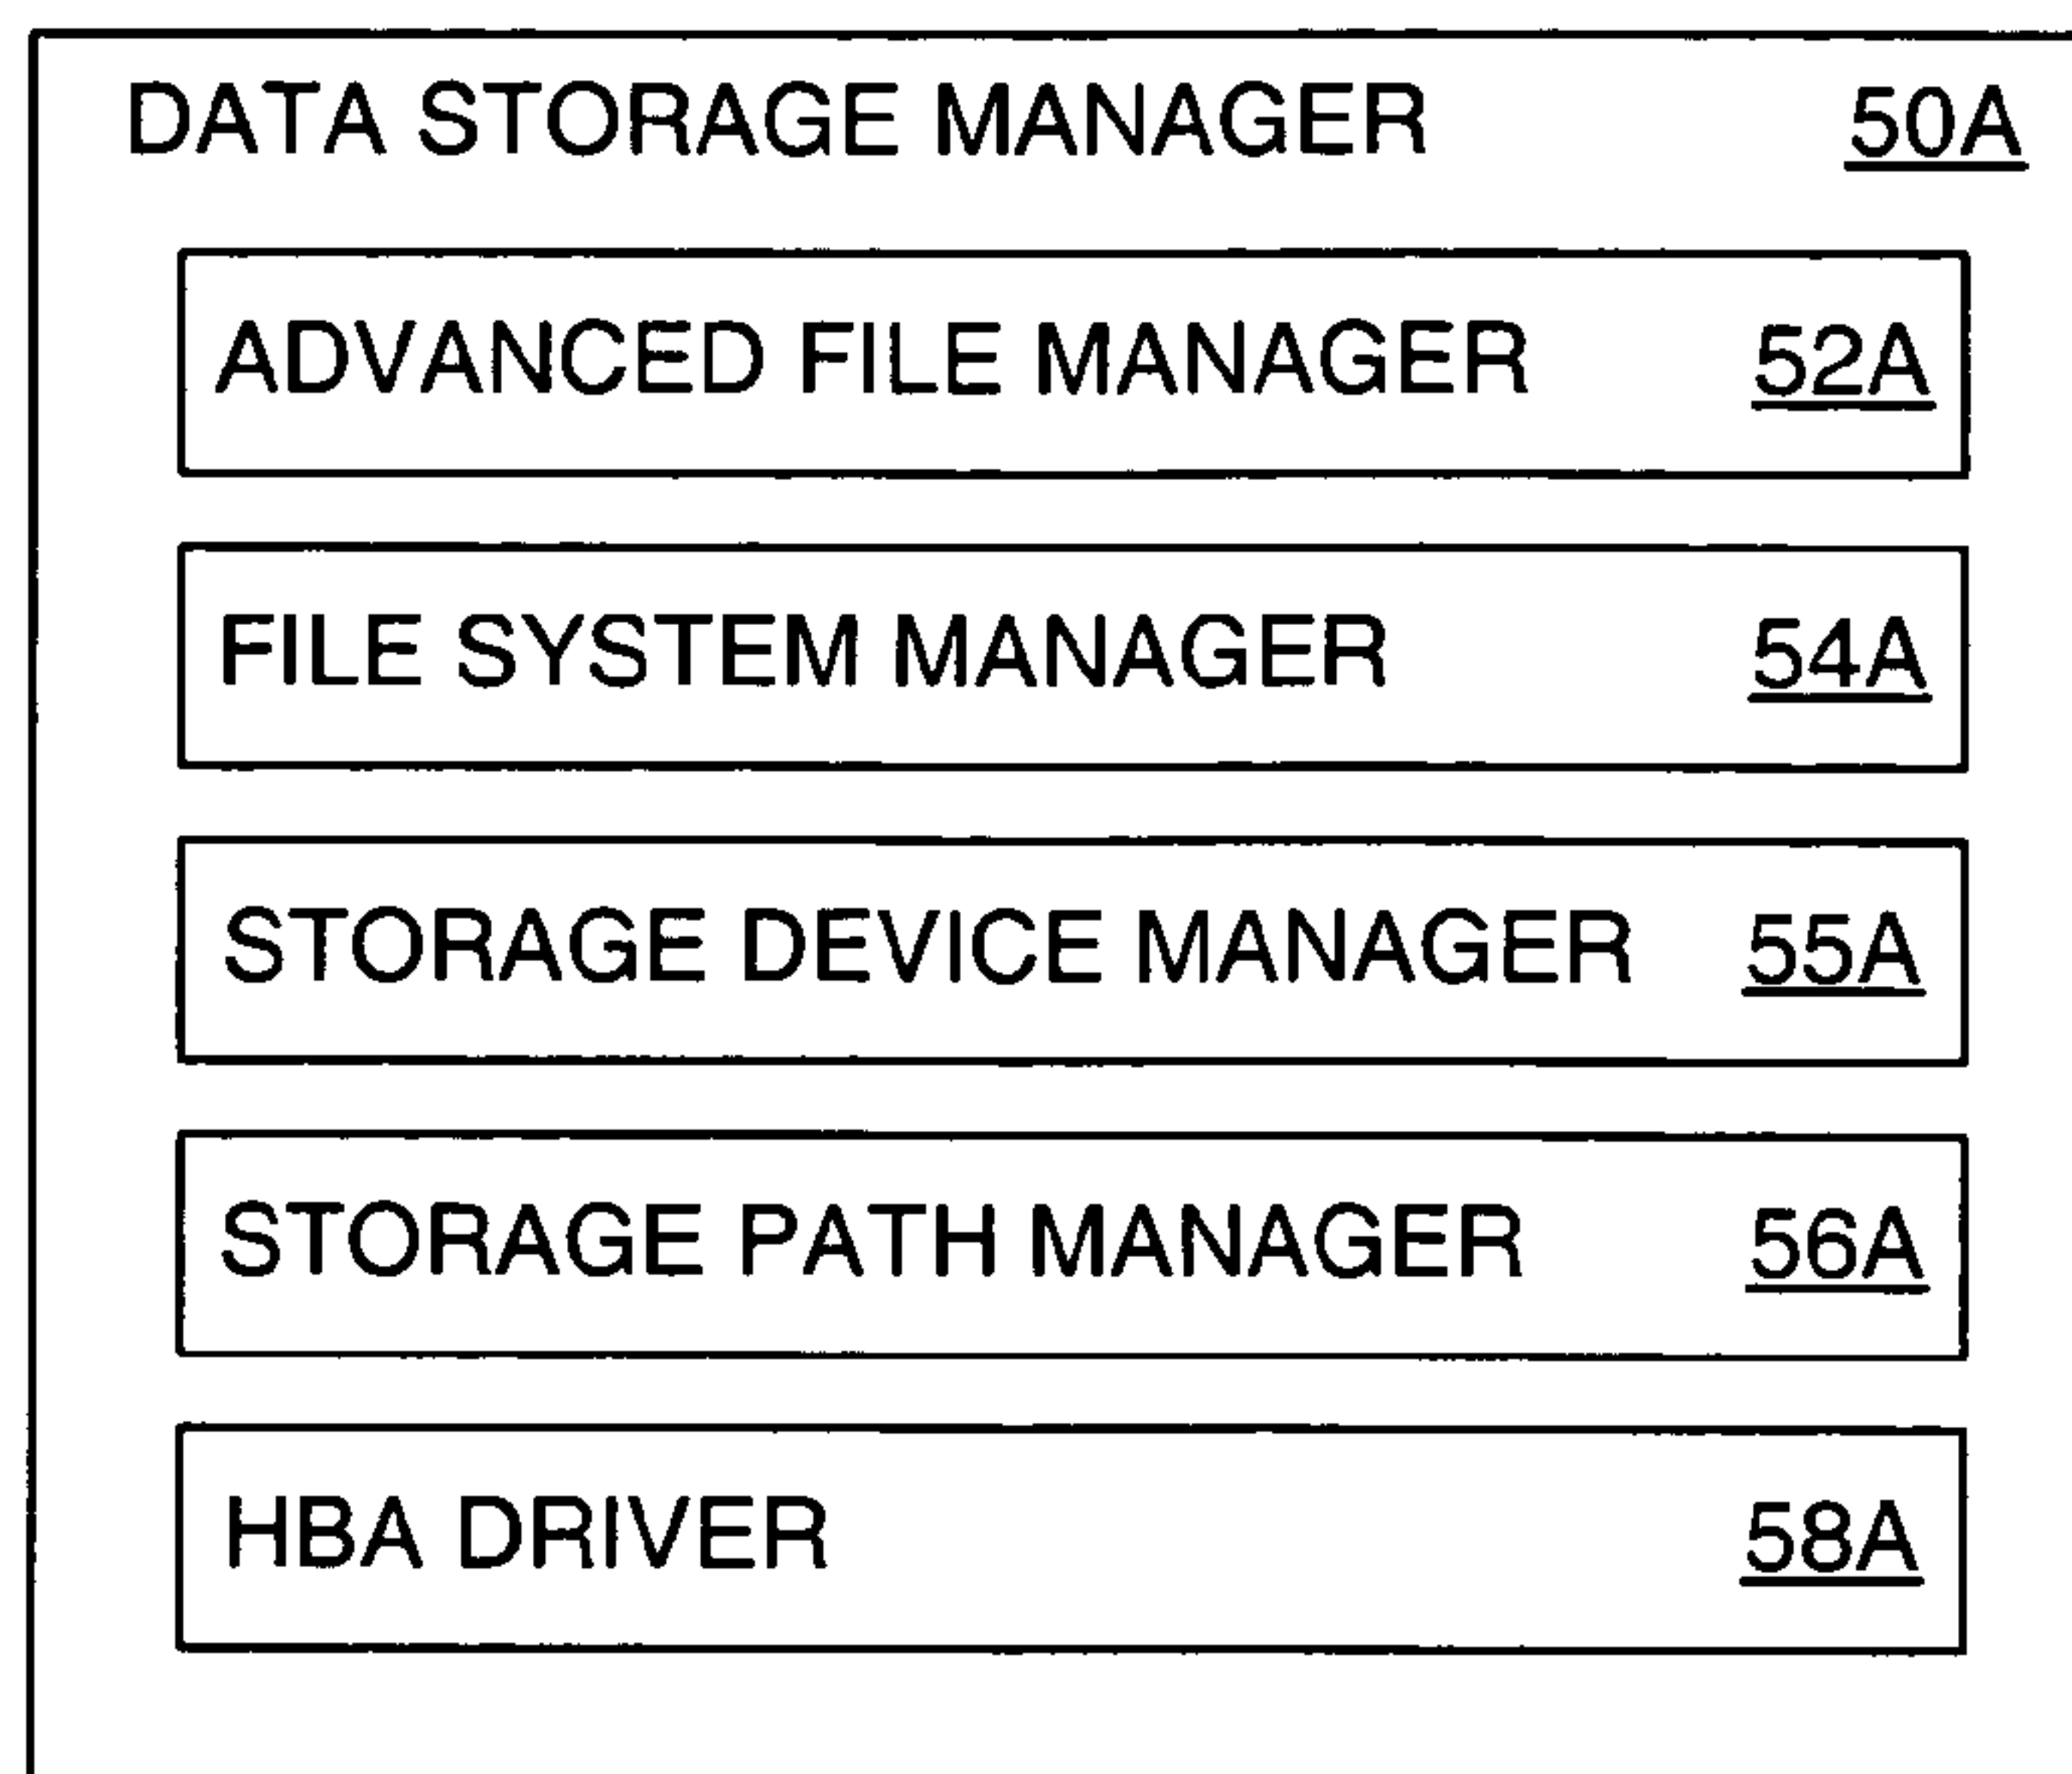 DATA STORAGE MANAGER 50A
ADVANCED FILE MANAGER 52A
FILE SYSTEM MANAGER 54A
STORAGE DEVICE MANAGER 55A
STORAGE PATH MANAGER 56A
HBA DRIVER 58A